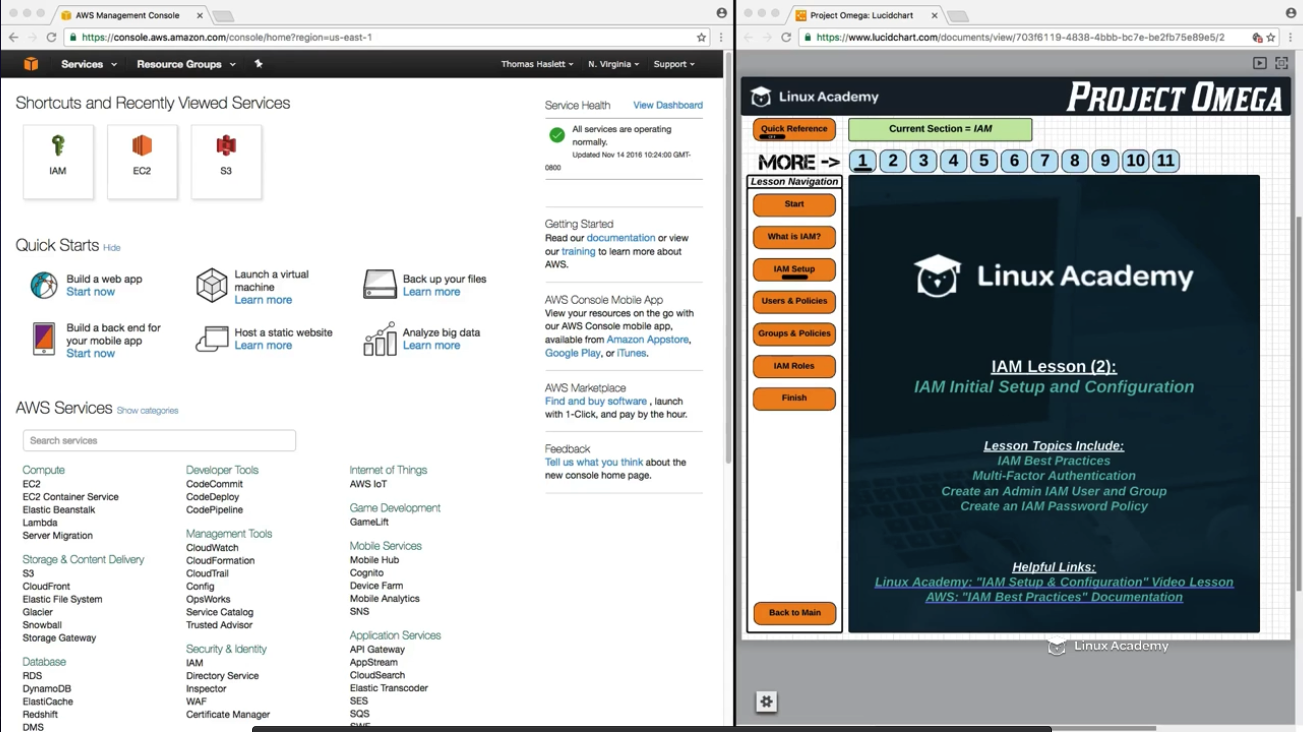 AWS Management Console
https://console.aws.amazon.com/console/home?region=us-east-1
Services
Resource Groups
Thomas Haslett
N. Virginia
Support
Shortcuts and Recently Viewed Services
IAM
EC2
S3
Quick Starts Hide
Build a web app
Start now
Launch a virtual
machine
Learn more
Back up your files
Learn more
Build a back end for
your mobile app
Start now
Host a static website
Learn more
Analyze big data
Learn more
AWS Services Show categories
Search services
Compute
EC2
EC2 Container Service
Elastic Beanstalk
Lambda
Server Migration
Storage & Content Delivery
S3
CloudFront
Elastic File System
Glacier
Snowball
Storage Gateway
Database
RDS
DynamoDB
ElastiCache
Redshift
DMS
Developer Tools
CodeCommit
CodeDeploy
CodePipeline
Management Tools
CloudWatch
CloudFormation
CloudTrail
Config
OpsWorks
Service Catalog
Trusted Advisor
Security & Identity
IAM
Directory Service
Inspector
WAF
Certificate Manager
Internet of Things
AWS IoT
Game Development
GameLift
Mobile Services
Mobile Hub
Cognito
Device Farm
Mobile Analytics
SNS
Application Services
API Gateway
AppStream
CloudSearch
Elastic Transcoder
SES
SQS
Service Health
View Dashboard
All services are operating
normally.
Updated Nov 14 2016 10:24:00 GMT-
0800
Getting Started
Read our documentation or view
our training to learn more about
AWS.
AWS Console Mobile App
View your resources on the go with
our AWS Console mobile app,
available from Amazon Appstore,
Google Play, or iTunes.
AWS Marketplace
Find and buy software , launch
with 1-Click, and pay by the hour.
Feedback
Tell us what you think about the
new console home page.
Project Omega: Lucidchart
https://www.lucidchart.com/documents/view/703f6119-4838-4bbb-bc7e-be2fb75e89e5/2
Linux Academy
PROJECT OMEGA
Quick Reference
Current Section = IAM
MORE ->
1 2 3 4 5 6 7 8 9 10 11
Lesson Navigation
Start
What is IAM?
IAM Setup
Users & Policies
Groups & Policies
IAM Roles
Finish
Back to Main
Linux Academy
IAM Lesson (2):
IAM Initial Setup and Configuration
Lesson Topics Include:
IAM Best Practices
Multi-Factor Authentication
Create an Admin IAM User and Group
Create an IAM Password Policy
Helpful Links:
Linux Academy: "IAM Setup & Configuration" Video Lesson
AWS: "IAM Best Practices" Documentation
Linux Academy